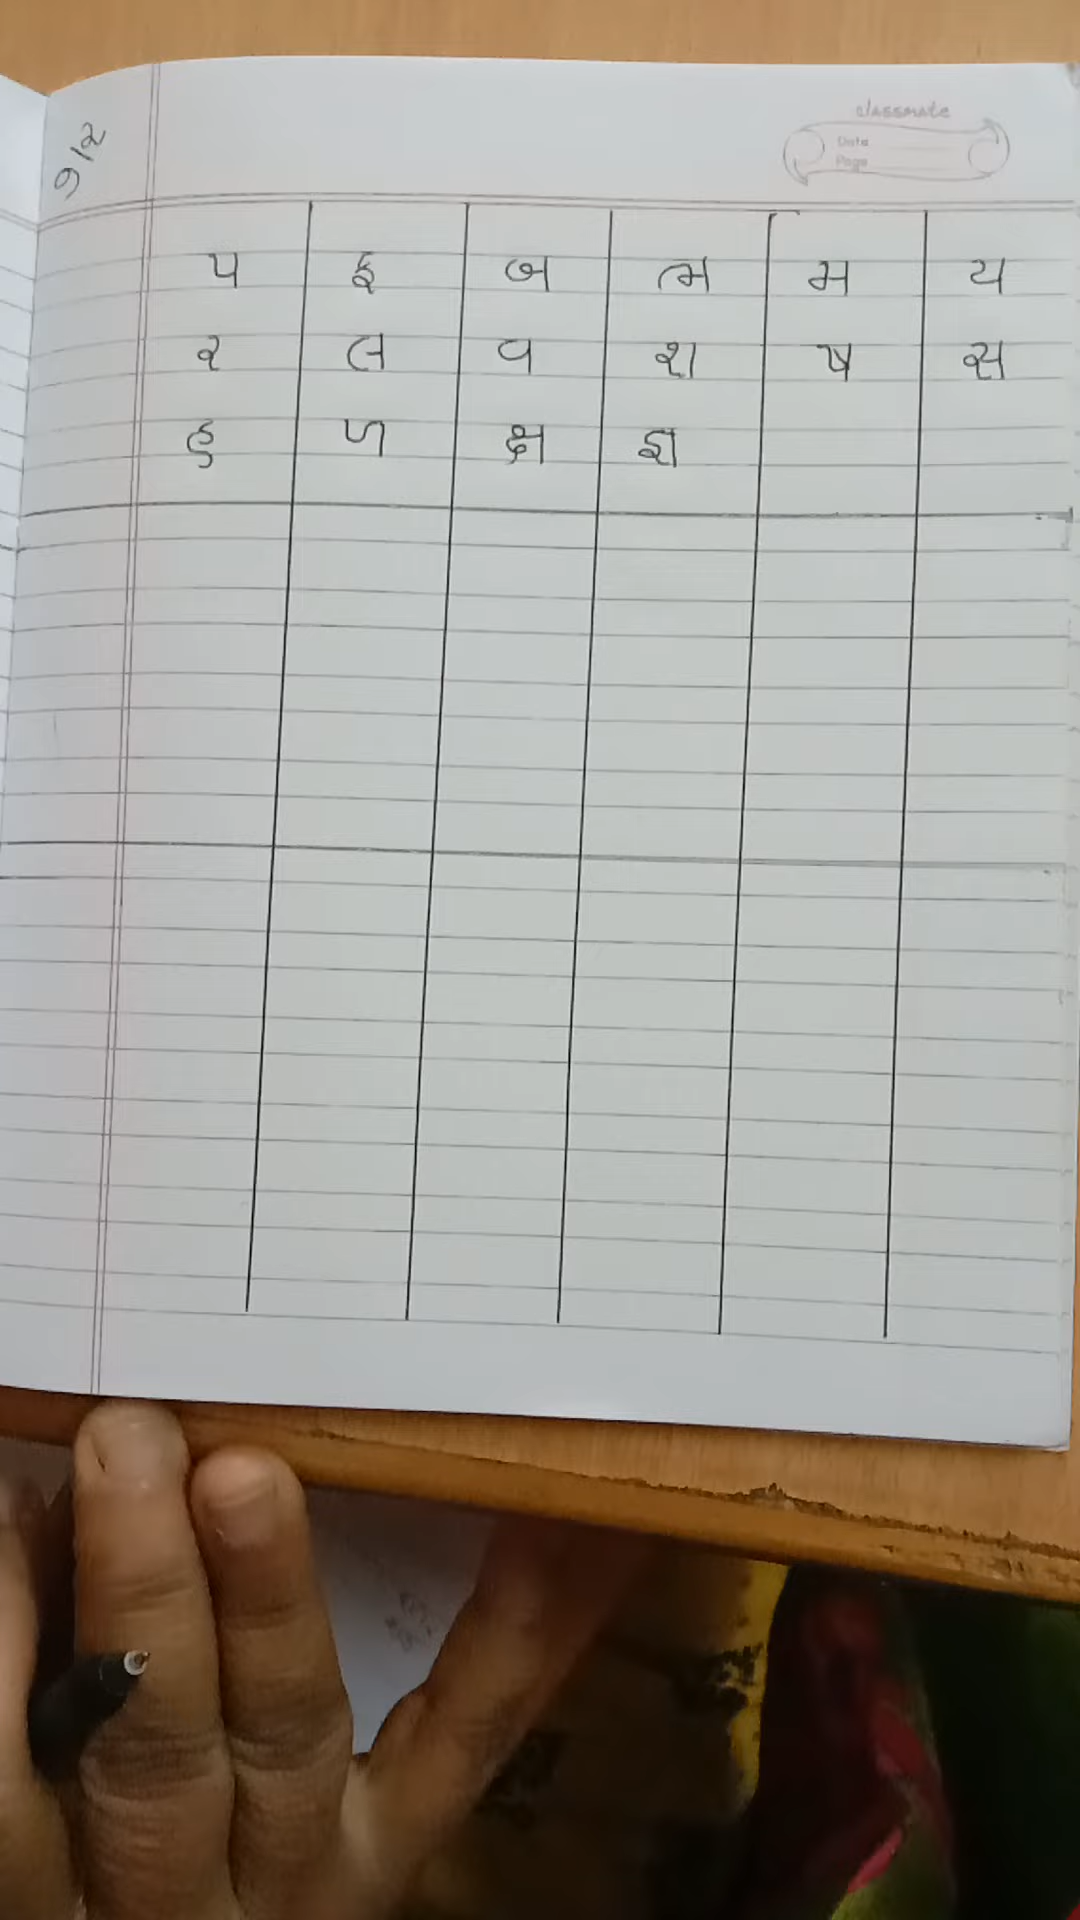 classmate
Date
Page
9/2
प फ ब भ म य
र ल व श ष स
ह ळ क्ष ज्ञ